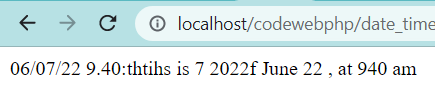 localhost/codewebphp/date_time
06/07/22 9.40:thtihs is 7 2022f June 22 , at 940 am